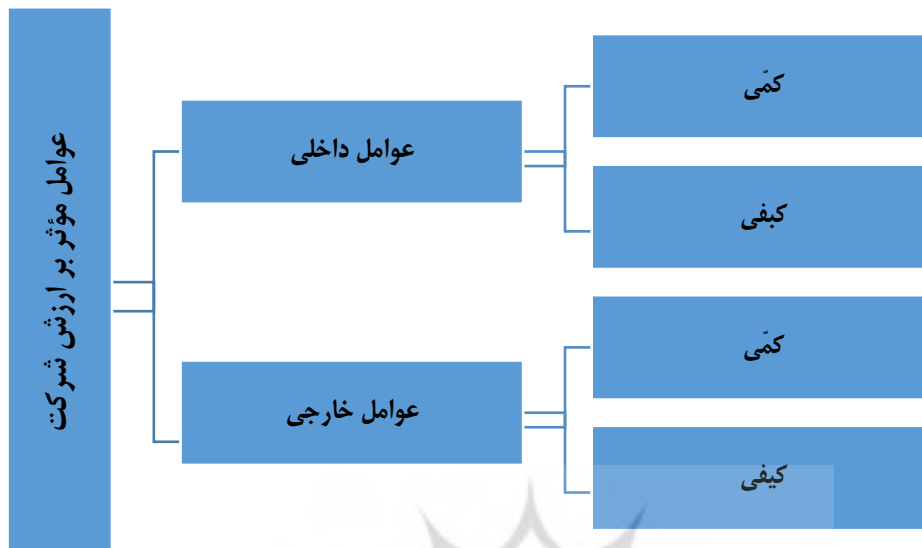 عوامل مؤثر بر ارزش شرکت
عوامل داخلی
کمّی
کبفی
عوامل خارجی
کمّی
کیفی